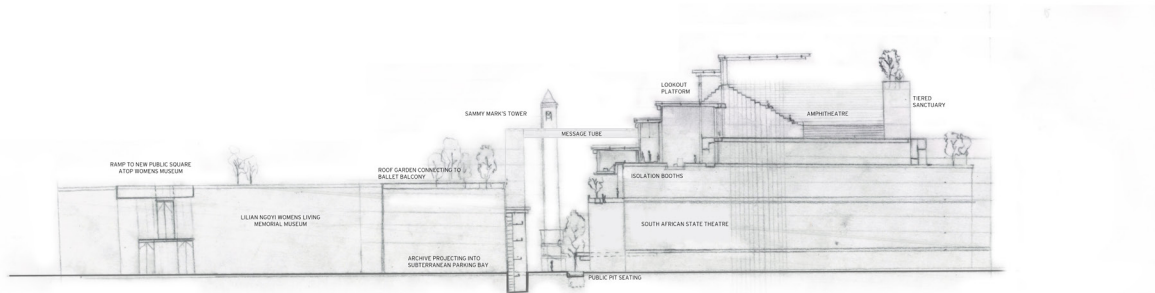 RAMP TO NEW PUBLIC SQUARE
ATOP WOMENS MUSEUM
LILIAN NGOYI WOMENS LIVING
MEMORIAL MUSEUM
ROOF GARDEN CONNECTING TO
BALLET BALCONY
ARCHIVE PROJECTING INTO
SUBTERRANEAN PARKING BAY
SAMMY MARK'S TOWER
MESSAGE TUBE
PUBLIC PIT SEATING
LOOKOUT
PLATFORM
ISOLATION BOOTHS
SOUTH AFRICAN STATE THEATRE
AMPHITHEATRE
TIERED
SANCTUARY